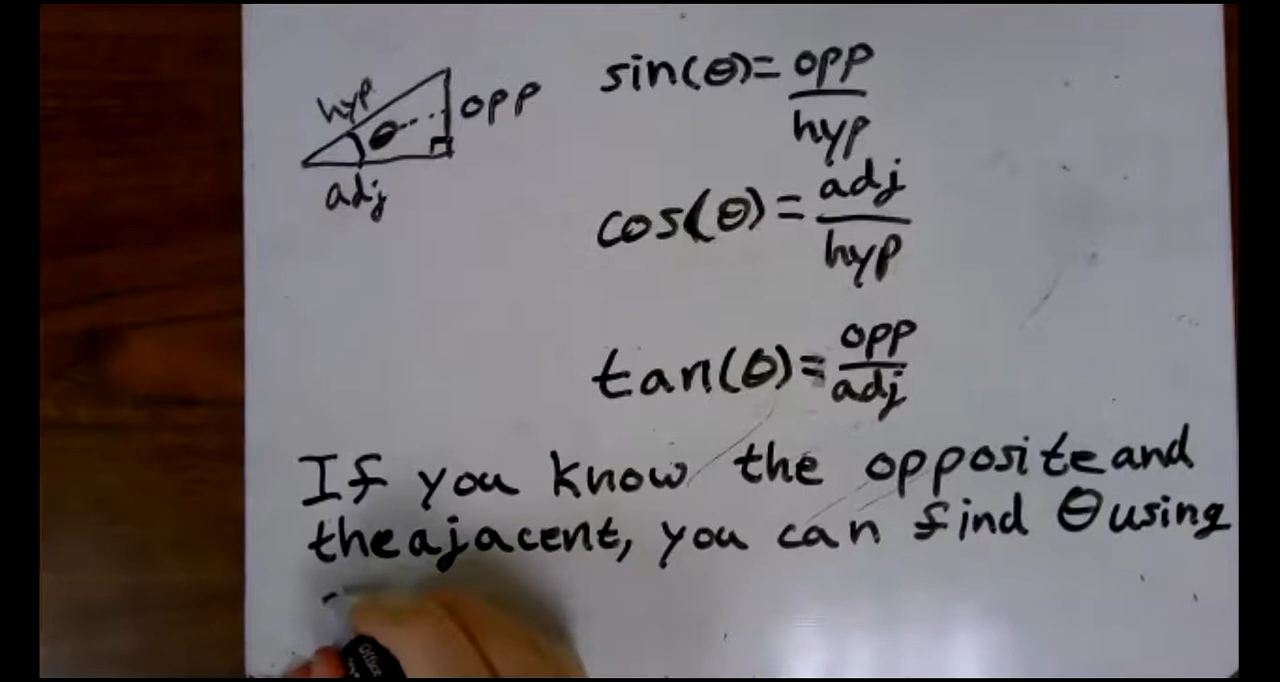 hyp
θ
opp
adj
sin(θ)=opp
hyp
cos(θ)=adj
hyp
tan(θ)=opp
adj
If you know the opposite and
the ajacent, you can find θ using